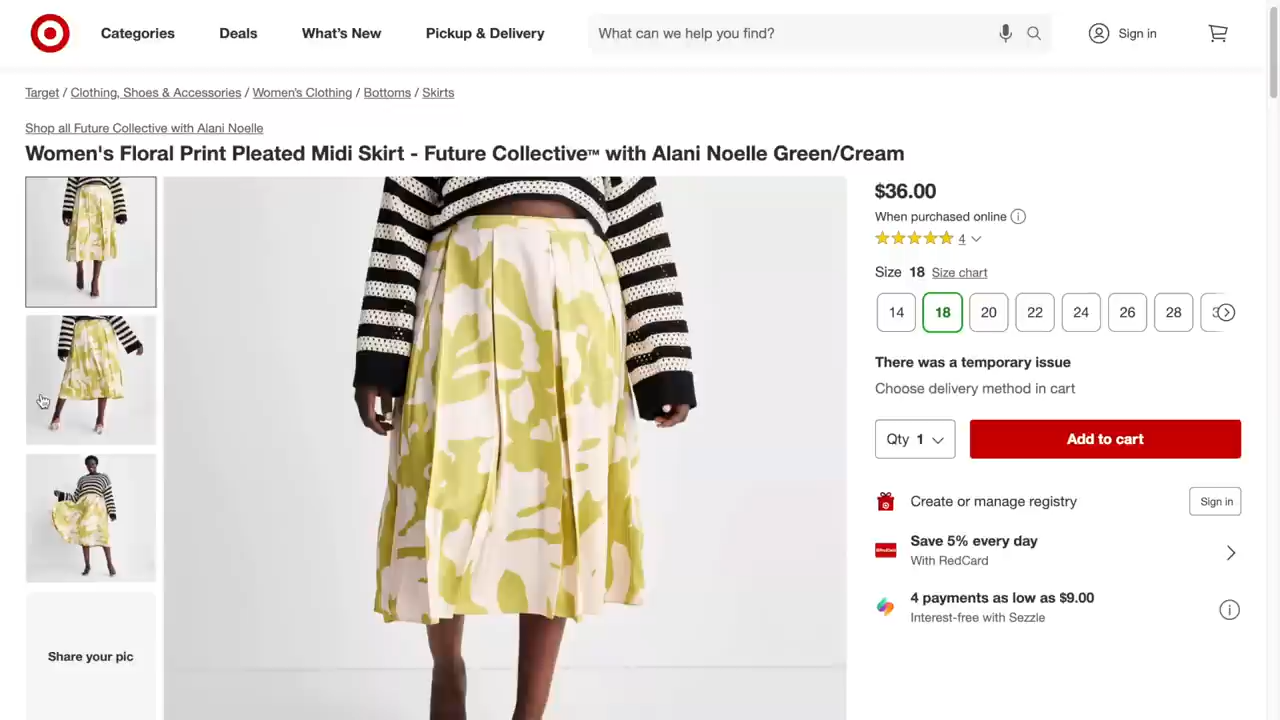 Categories
Deals
What's New
Pickup & Delivery
What can we help you find?
Sign in
Target / Clothing, Shoes & Accessories / Women's Clothing / Bottoms / Skirts
Shop all Future Collective with Alani Noelle
Women's Floral Print Pleated Midi Skirt - Future Collective™ with Alani Noelle Green/Cream
$36.00
When purchased online
4
Size 18 Size chart
14 18 20 22 24 26 28
There was a temporary issue
Choose delivery method in cart
Qty 1
Add to cart
Create or manage registry
Sign in
Save 5% every day
With RedCard
4 payments as low as $9.00
Interest-free with Sezzle
Share your pic